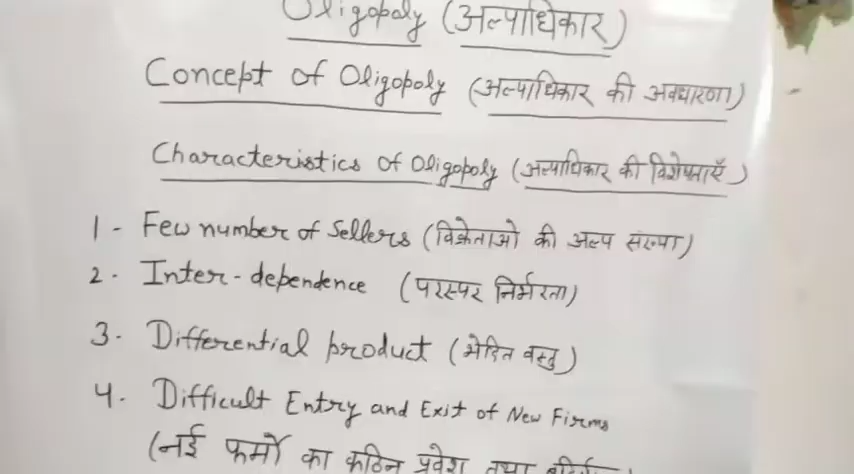 Oligopoly (अल्पाधिकार)
Concept of Oligopoly (अल्पाधिकार की अवधारणा)
Characteristics of Oligopoly (अल्पाधिकार की विशेषताएँ)
1 - Few number of Sellers (विक्रेताओ की अल्प संख्या)
2 - Inter - dependence (परस्पर निर्भरता)
3 - Differential product (भेदित वस्तु)
4. Difficult Entry and Exit of New Firms
(नई फर्मो का कठिन प्रवेश तथा